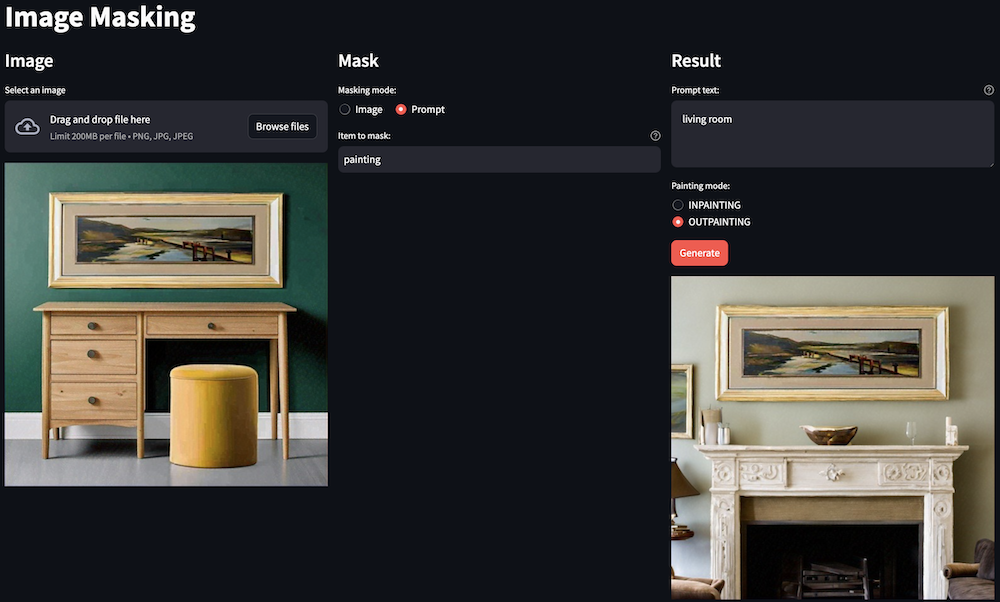 Image Masking
Image
Select an image
Drag and drop file here
Limit 200MB per file • PNG, JPG, JPEG
Browse files
Mask
Masking mode:
Image
Prompt
Item to mask:
painting
Result
Prompt text:
living room
Painting mode:
INPAINTING
OUTPAINTING
Generate